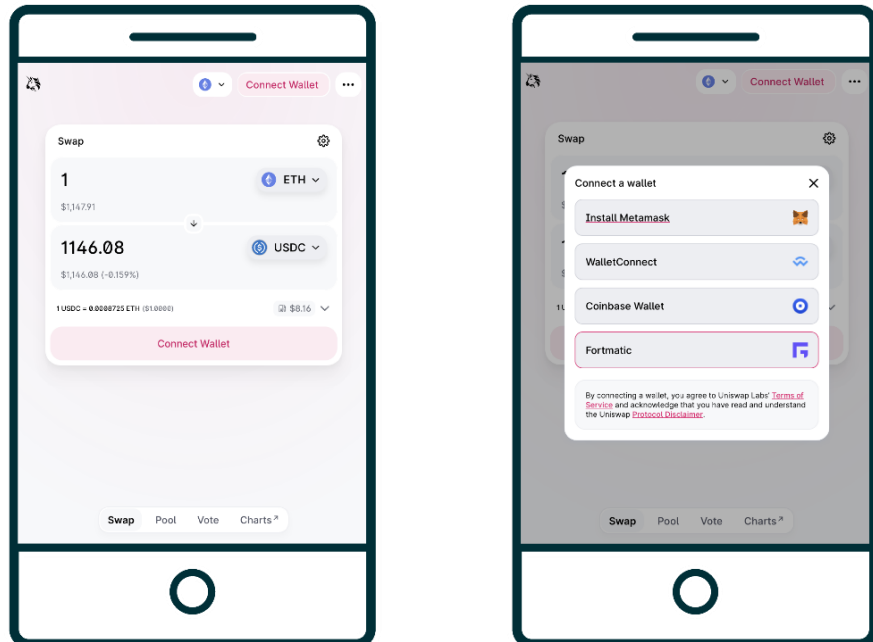 Connect Wallet
Swap
1
ETH
$1,147.91
1146.08
USDC
$1,146.08 (-0.159%)
1 USDC = 0.0008725 ETH ($1.0000)
$8.16
Connect Wallet
Swap Pool Vote Charts↗
Connect Wallet
Swap
Connect a wallet
Install Metamask
WalletConnect
Coinbase Wallet
Fortmatic
By connecting a wallet, you agree to Uniswap Labs' Terms of
Service and acknowledge that you have read and understand
the Uniswap Protocol Disclaimer.
Swap Pool Vote Charts↗